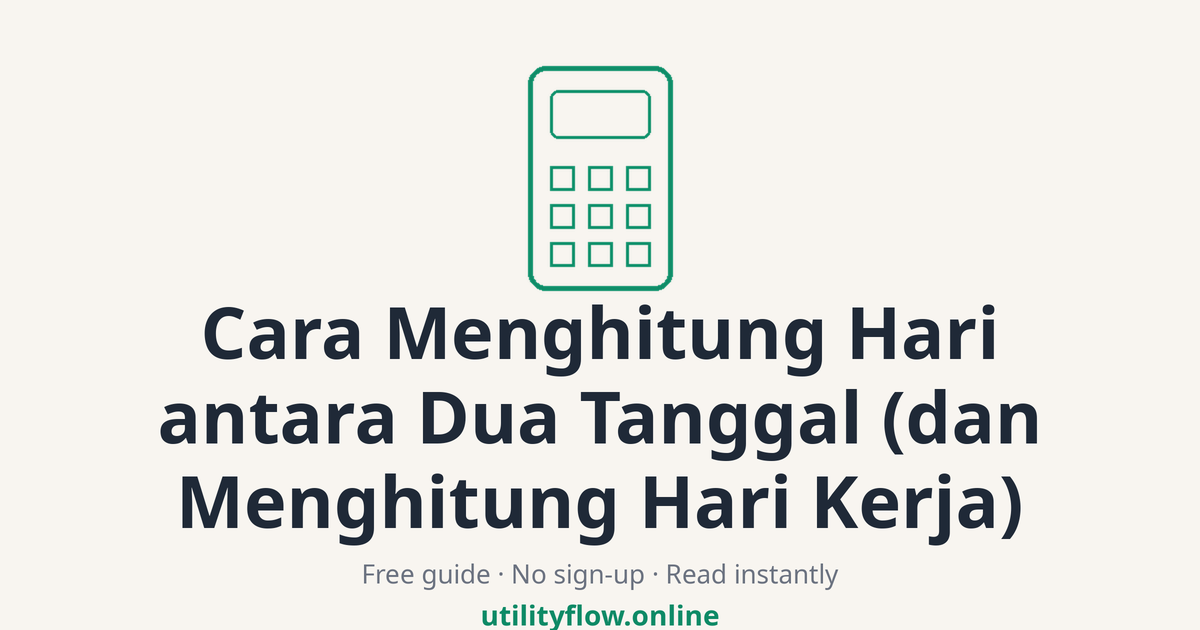 Cara Menghitung Hari
antara Dua Tanggal (dan
Menghitung Hari Kerja)
Free guide · No sign-up · Read instantly
utilityflow.online